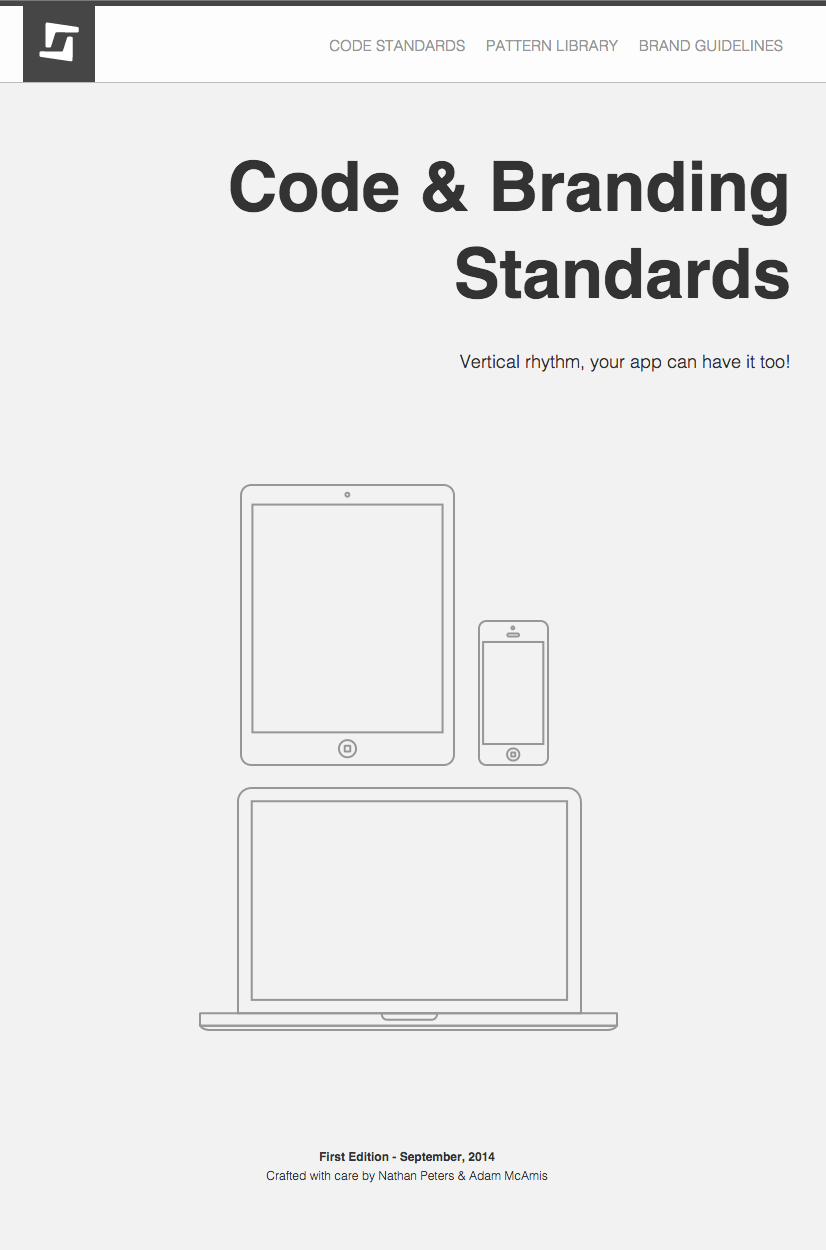 CODE STANDARDS PATTERN LIBRARY BRAND GUIDELINES
Code & Branding
Standards
Vertical rhythm, your app can have it too!
First Edition - September, 2014
Crafted with care by Nathan Peters & Adam McAmis